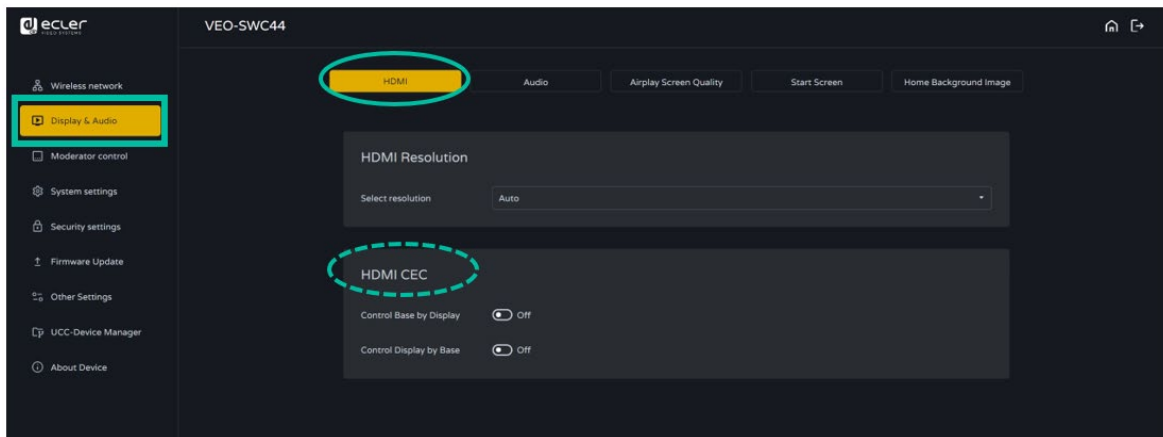 ecler
VIDEO SYSTEMS
VEO-SWC44
Wireless network
Display & Audio
Moderator control
System settings
Security settings
Firmware Update
Other Settings
UCC-Device Manager
About Device
HDMI
Audio
Airplay Screen Quality
Start Screen
Home Background Image
HDMI Resolution
Select resolution
Auto
HDMI CEC
Control Base by Display
Off
Control Display by Base
Off